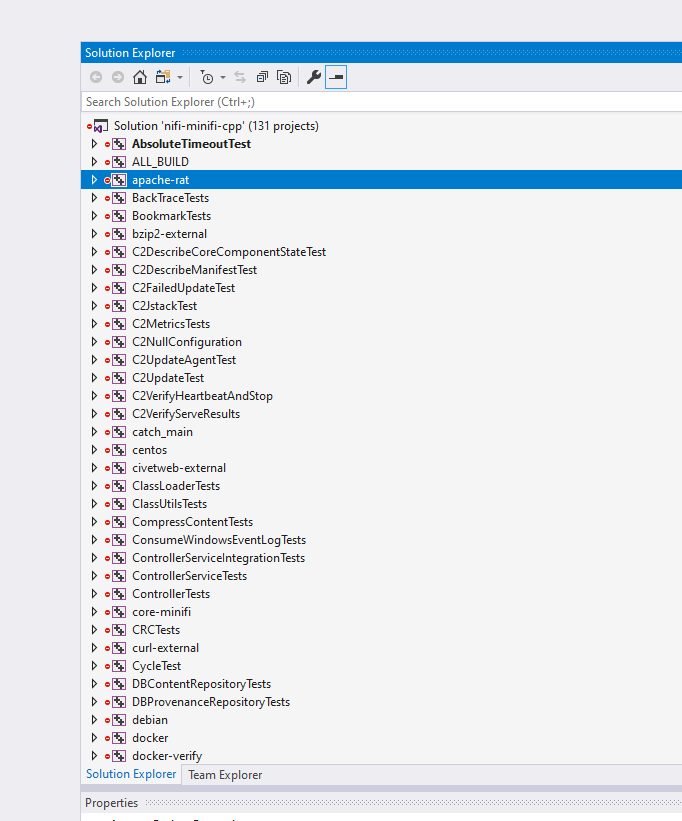 Solution Explorer
Search Solution Explorer (Ctrl+;)
Solution 'nifi-minifi-cpp' (131 projects)
AbsoluteTimeoutTest
ALL_BUILD
apache-rat
BackTraceTests
BookmarkTests
bzip2-external
C2DescribeCoreComponentStateTest
C2DescribeManifestTest
C2FailedUpdateTest
C2JstackTest
C2MetricsTests
C2NullConfiguration
C2UpdateAgentTest
C2UpdateTest
C2VerifyHeartbeatAndStop
C2VerifyServeResults
catch_main
centos
civetweb-external
ClassLoaderTests
ClassUtilsTests
CompressContentTests
ConsumeWindowsEventLogTests
ControllerServiceIntegrationTests
ControllerServiceTests
ControllerTests
core-minifi
CRCTests
curl-external
CycleTest
DBContentRepositoryTests
DBProvenanceRepositoryTests
debian
docker
docker-verify
Solution Explorer Team Explorer
Properties